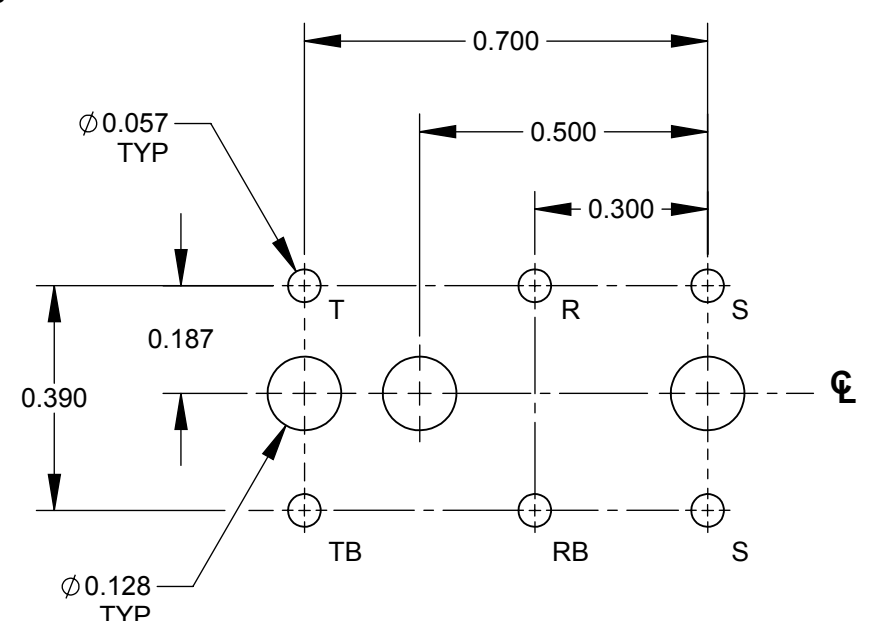 0.700
⌀0.057
TYP
0.500
0.300
T
R
S
0.187
0.390
℄
TB
RB
S
⌀0.128
TYP